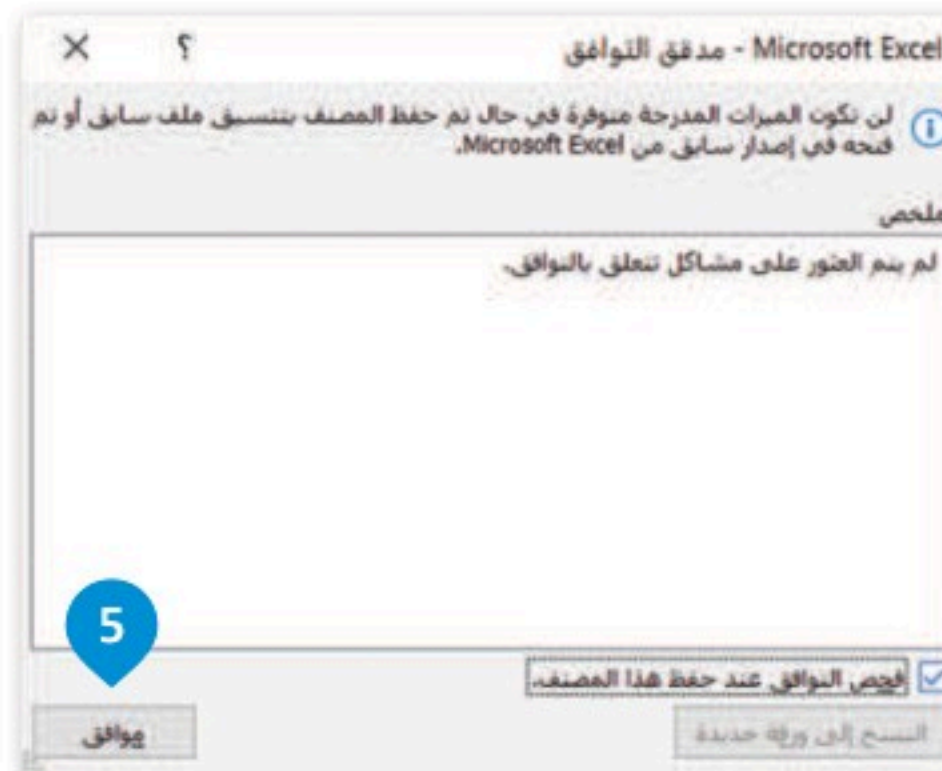 Microsoft Excel - مدقق التوافق
؟
لن تكون الميزات المدرجة متوفرة في حال تم حفظ المصنف بتنسيق ملف سابق أو تم
فتحه في إصدار سابق من Microsoft Excel.
ملخص
لم يتم العثور على مشاكل تتعلق بالتوافق.
5
فحص التوافق عند حفظ هذا المصنف.
النسخ إلى ورقة جديدة
موافق